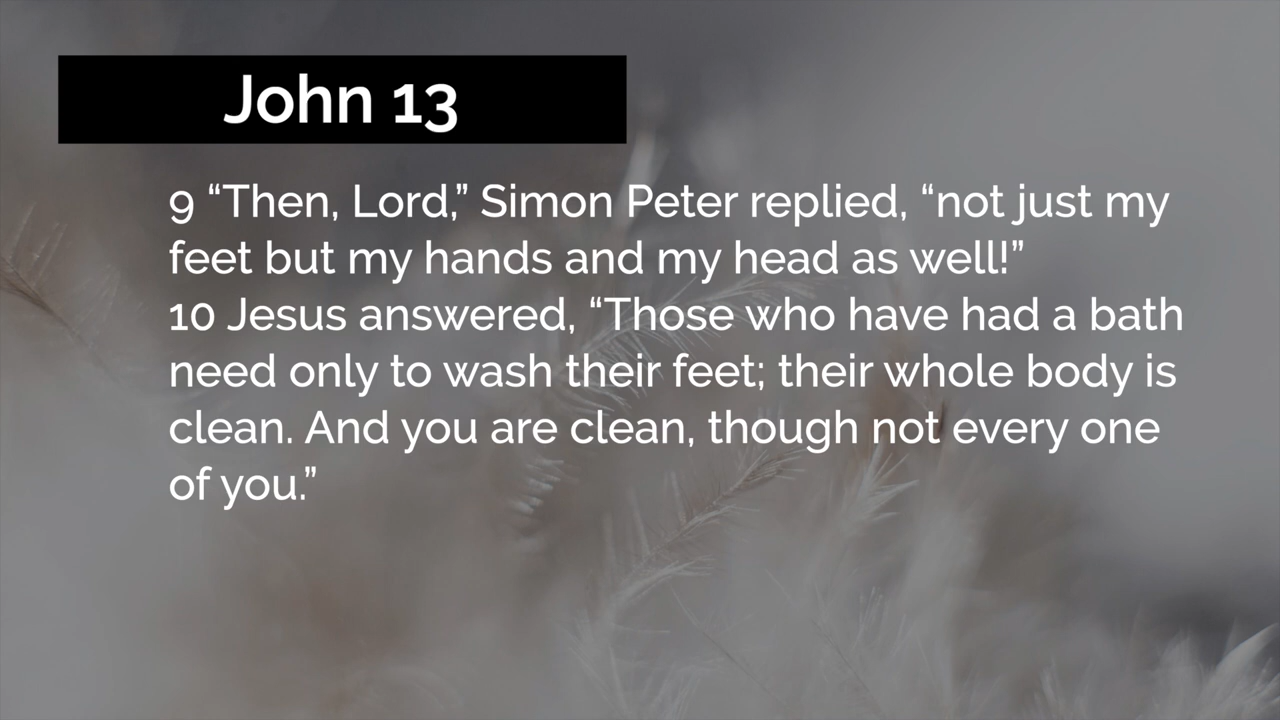 John 13
9 “Then, Lord,” Simon Peter replied, “not just my
feet but my hands and my head as well!”
10 Jesus answered, “Those who have had a bath
need only to wash their feet; their whole body is
clean. And you are clean, though not every one
of you.”